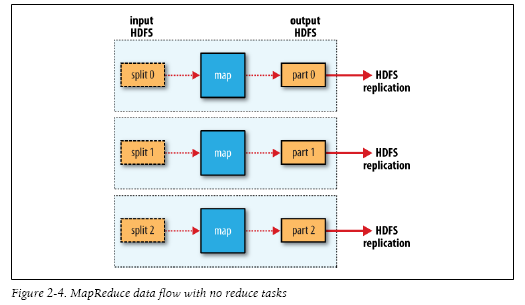 input
HDFS
output
HDFS
split 0
map
part 0
HDFS
replication
split 1
map
part 1
HDFS
replication
split 2
map
part 2
HDFS
replication
Figure 2-4. MapReduce data flow with no reduce tasks